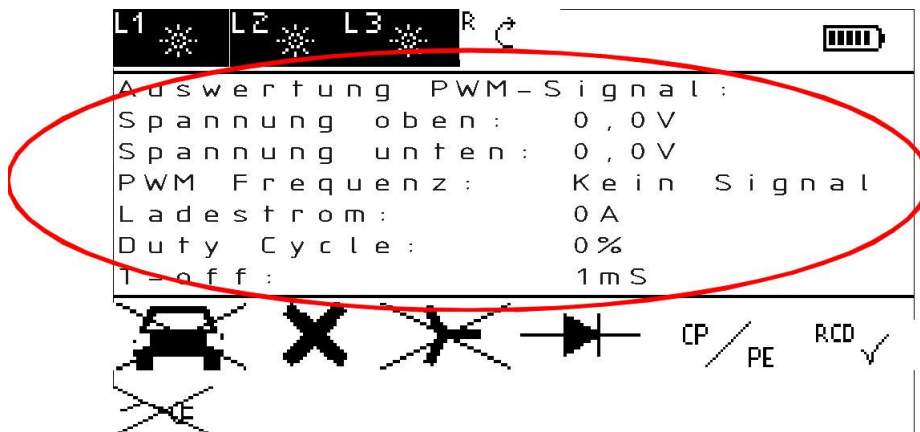 L1 L2 L3 R
Auswertung PWM-Signal:
Spannung oben: 0,0V
Spannung unten: 0,0V
PWM Frequenz: Kein Signal
Ladestrom: 0A
Duty Cycle: 0%
T-off: 1mS
CP/PE RCD